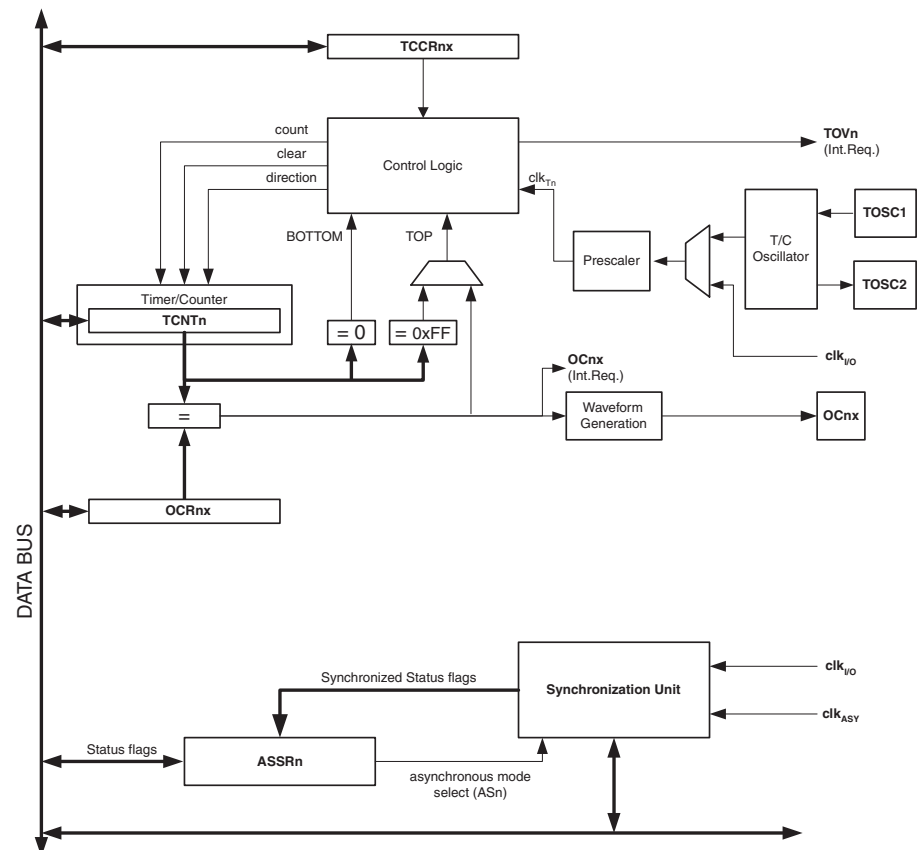 TCCRnx
count
clear
direction
Control Logic
TOVn
(Int.Req.)
clkTn
BOTTOM
TOP
TOSC1
T/C
Oscillator
Prescaler
TOSC2
Timer/Counter
TCNTn
= 0
= 0xFF
clkI/O
OCnx
(Int.Req.)
=
Waveform
Generation
OCnx
OCRnx
DATA BUS
Synchronized Status flags
Synchronization Unit
clkI/O
clkASY
Status flags
ASSRn
asynchronous mode
select (ASn)